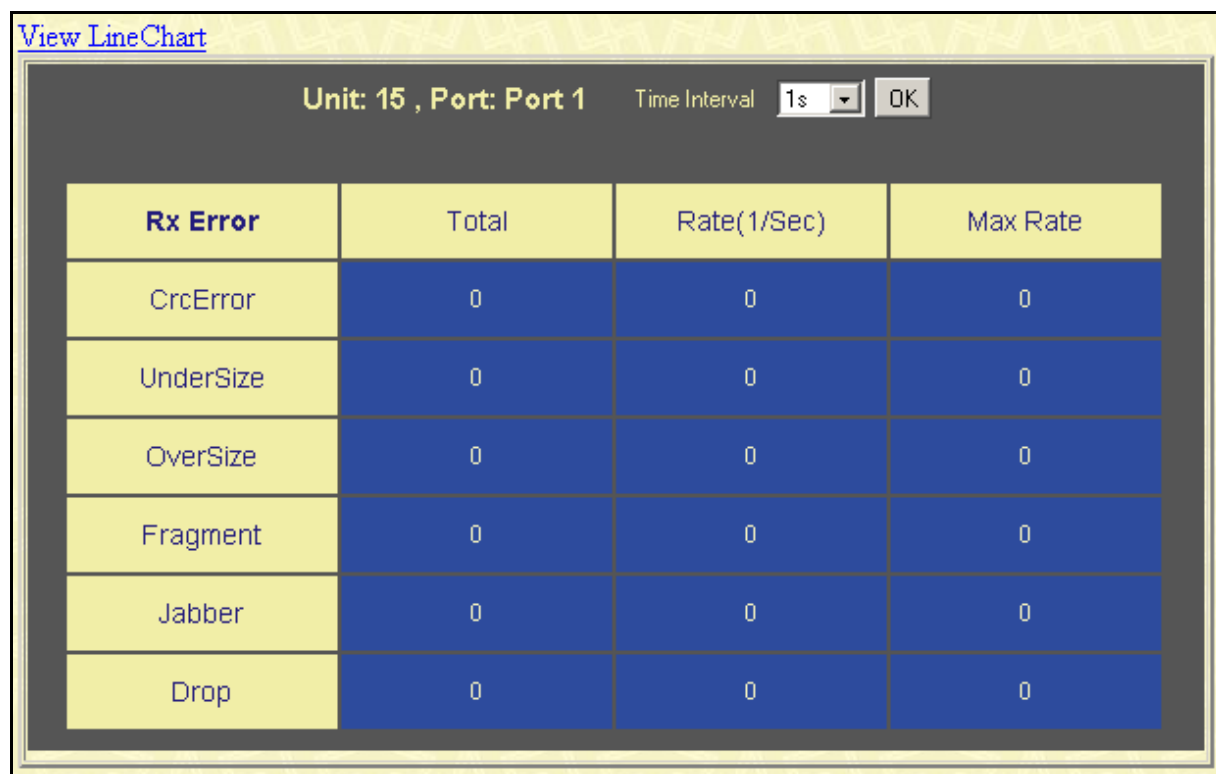 View LineChart
Unit: 15 , Port: Port 1 Time Interval 1s OK
Rx Error Total Rate(1/Sec) Max Rate
CrcError 0 0 0
UnderSize 0 0 0
OverSize 0 0 0
Fragment 0 0 0
Jabber 0 0 0
Drop 0 0 0